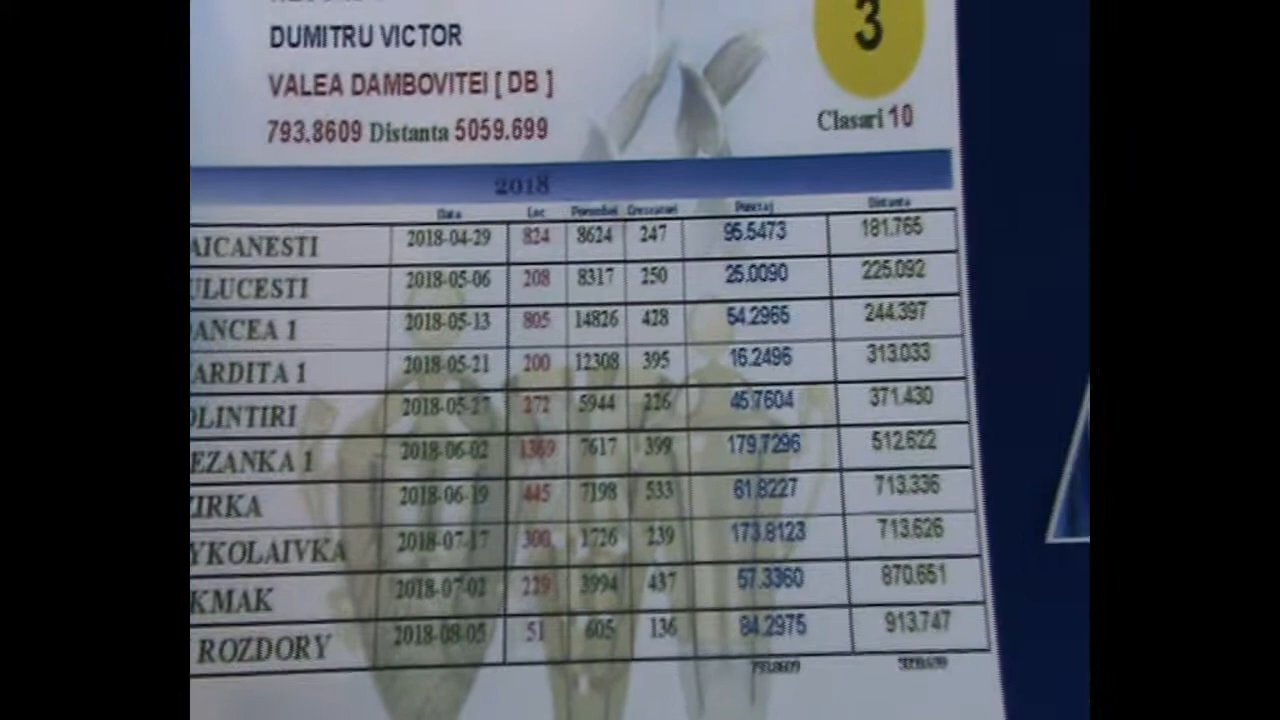 3
DUMITRU VICTOR
VALEA DAMBOVITEI [ DB ]
793.8609 Distanta 5059.699
Clasari 10
2018
Data Loc Porumbei Crescatori Punctaj Distanta
AICANESTI 2018-04-29 824 8624 247 95.5473 181.765
ULUCESTI 2018-05-06 208 8317 250 25.0090 225.092
OANCEA 1 2018-05-13 805 14826 428 54.2965 244.397
ARDITA 1 2018-05-21 200 12308 395 16.2496 313.033
OLINTIRI 2018-05-27 272 5944 226 45.7604 371.430
EZANKA 1 2018-06-02 1369 7617 399 179.7296 512.622
ZIRKA 2018-06-19 445 7198 533 61.8227 713.336
YKOLAIVKA 2018-07-17 300 1726 239 173.8123 713.626
KMAK 2018-07-02 229 3994 437 57.3360 870.651
ROZDORY 2018-08-05 51 605 136 84.2975 913.747
793.8609 5059.699